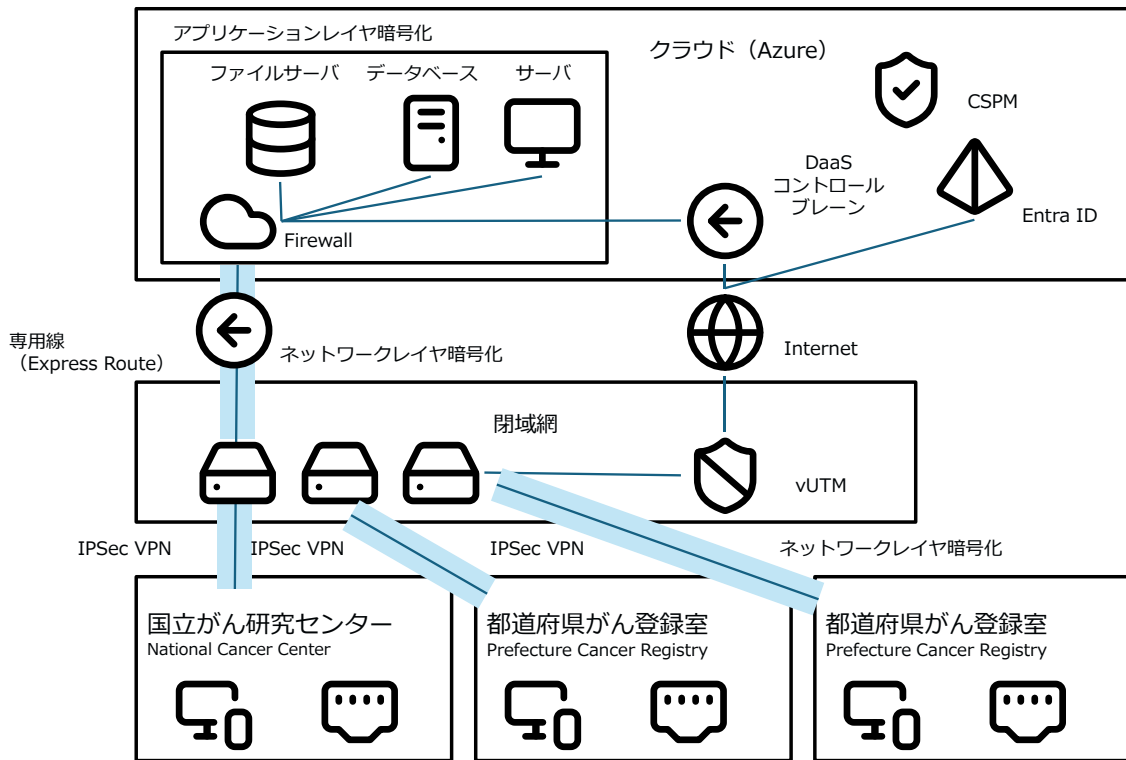 アプリケーションレイヤ暗号化
クラウド（Azure）
ファイルサーバ
データベース
サーバ
CSPM
DaaS
コントロール
プレーン
Entra ID
Firewall
専用線
（Express Route）
ネットワークレイヤ暗号化
Internet
閉域網
vUTM
IPSec VPN
IPSec VPN
IPSec VPN
ネットワークレイヤ暗号化
国立がん研究センター
National Cancer Center
都道府県がん登録室
Prefecture Cancer Registry
都道府県がん登録室
Prefecture Cancer Registry